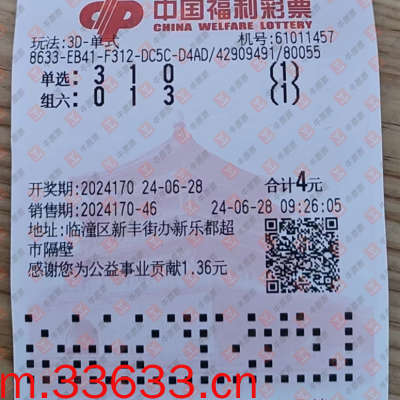 中国福利彩票
CHINA WELFARE LOTTERY
玩法:3D-单式 机号:61011457
8633-EB41-F312-DC5C-D4AD/42909491/80055
单选: 3 1 0 (1)
组六: 0 1 3 (1)
开奖期:2024170 24-06-28 合计4元
销售期:2024170-46 24-06-28 09:26:05
地址:临潼区新丰街办新乐都超
市隔壁
感谢您为公益事业贡献1.36元
m.33633.cn